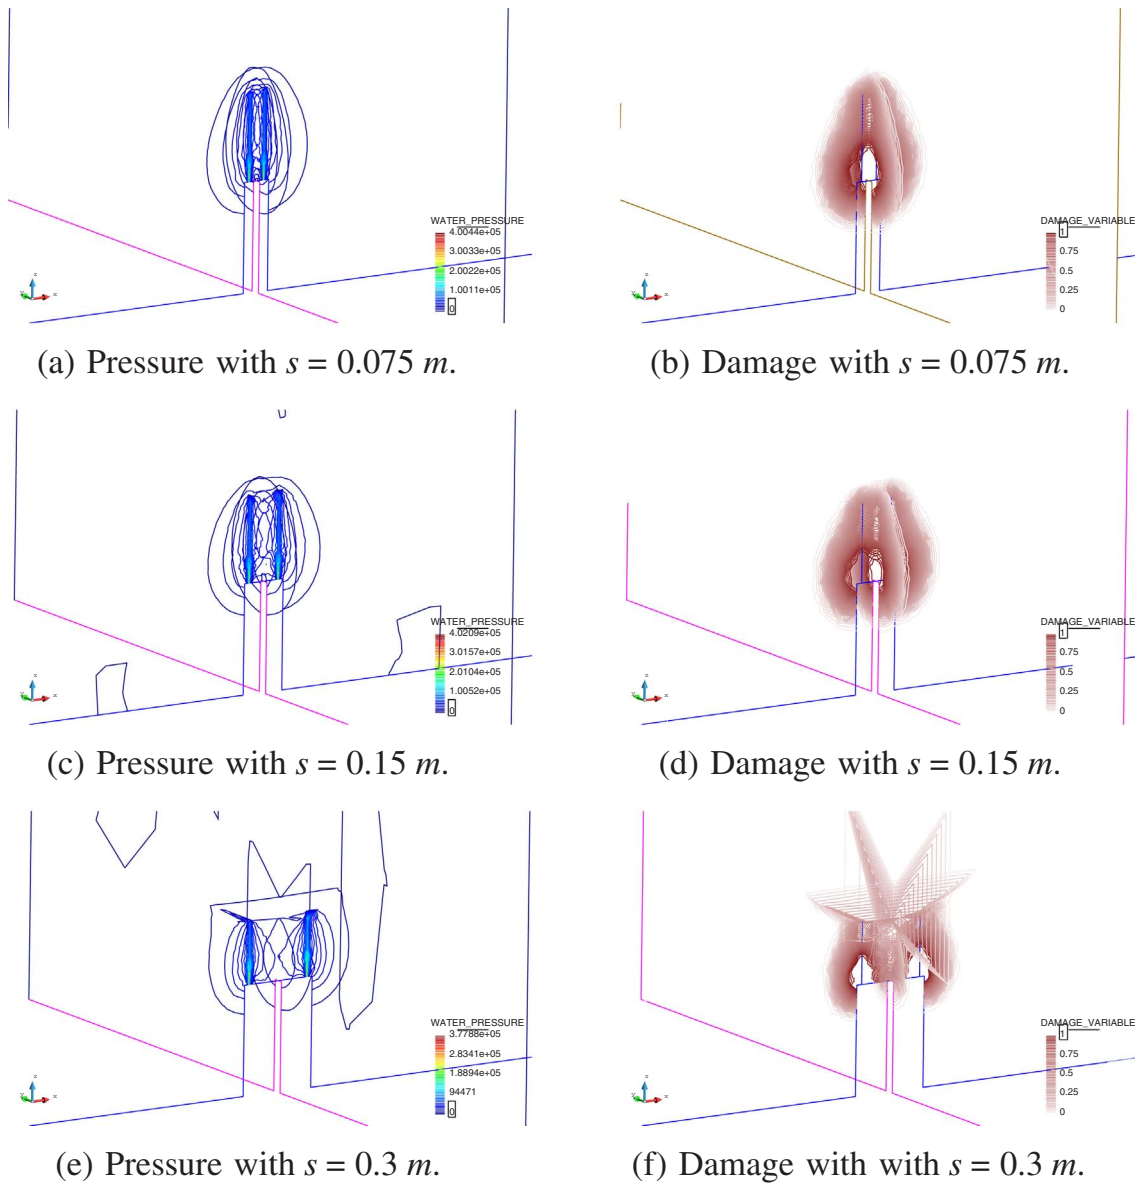 WATER_PRESSURE
4.0044e+05
3.0033e+05
2.0022e+05
1.0011e+05
0
z
x
DAMAGE_VARIABLE
1
0.75
0.5
0.25
0
z
x
(a) Pressure with s = 0.075 m.
(b) Damage with s = 0.075 m.
WATER_PRESSURE
4.0209e+05
3.0157e+05
2.0104e+05
1.0052e+05
0
z
x
DAMAGE_VARIABLE
1
0.75
0.5
0.25
0
z
x
(c) Pressure with s = 0.15 m.
(d) Damage with s = 0.15 m.
WATER_PRESSURE
3.7788e+05
2.8341e+05
1.8894e+05
94471
0
z
x
DAMAGE_VARIABLE
1
0.75
0.5
0.25
0
z
x
(e) Pressure with s = 0.3 m.
(f) Damage with with s = 0.3 m.